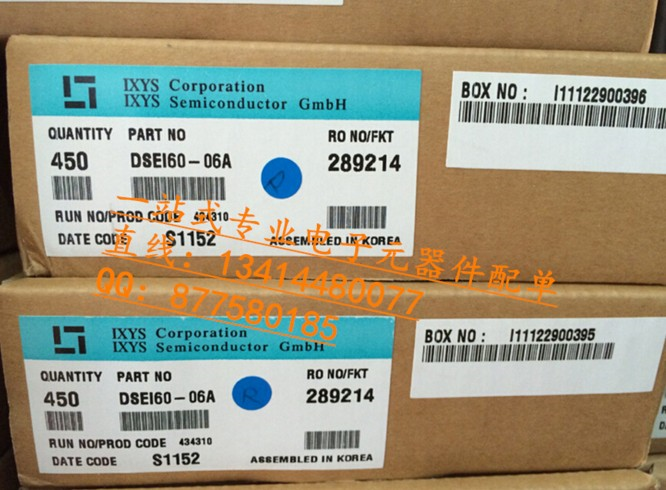 IXYS Corporation
IXYS Semiconductor GmbH
BOX NO : I11122900396
QUANTITY PART NO RO NO/FKT
450 DSEI60-06A 289214
RUN NO/PROD CODE 434310
DATE CODE S1152 ASSEMBLED IN KOREA
一站式专业电子元器件配单
直线：13414480077
QQ：877580185
IXYS Corporation
IXYS Semiconductor GmbH
BOX NO : I11122900395
QUANTITY PART NO RO NO/FKT
450 DSEI60-06A R 289214
RUN NO/PROD CODE 434310
DATE CODE S1152 ASSEMBLED IN KOREA